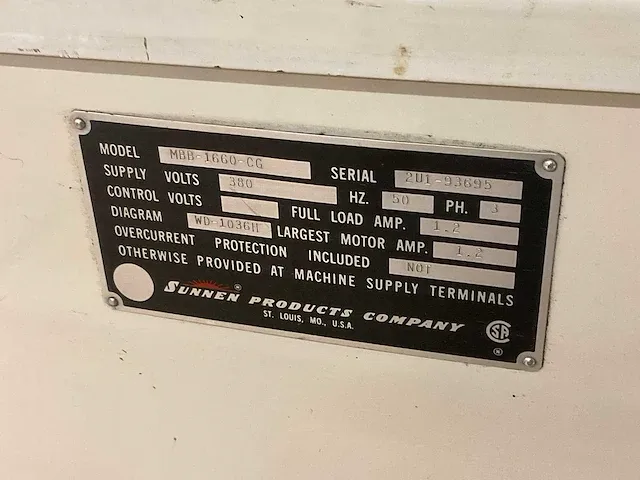 MODEL MBB-1660-CG SERIAL 2U1-93695
SUPPLY VOLTS 380 HZ. 50 PH. 3
CONTROL VOLTS FULL LOAD AMP. 1.2
DIAGRAM WD-1036H LARGEST MOTOR AMP. 1.2
OVERCURRENT PROTECTION INCLUDED NOT
OTHERWISE PROVIDED AT MACHINE SUPPLY TERMINALS
SUNNEN PRODUCTS COMPANY
ST. LOUIS, MO., U.S.A.
SA
®